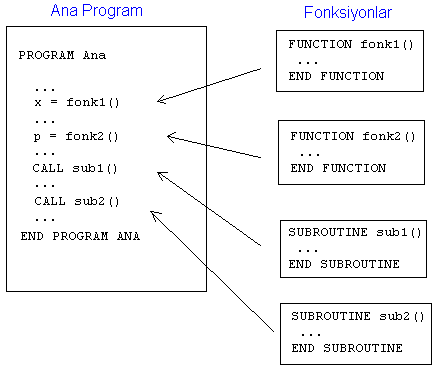 Ana Program
PROGRAM Ana
...
x = fonk1()
...
p = fonk2()
...
CALL sub1()
...
CALL sub2()
...
END PROGRAM ANA
Fonksiyonlar
FUNCTION fonk1()
...
END FUNCTION
FUNCTION fonk2()
...
END FUNCTION
SUBROUTINE sub1()
...
END SUBROUTINE
SUBROUTINE sub2()
...
END SUBROUTINE